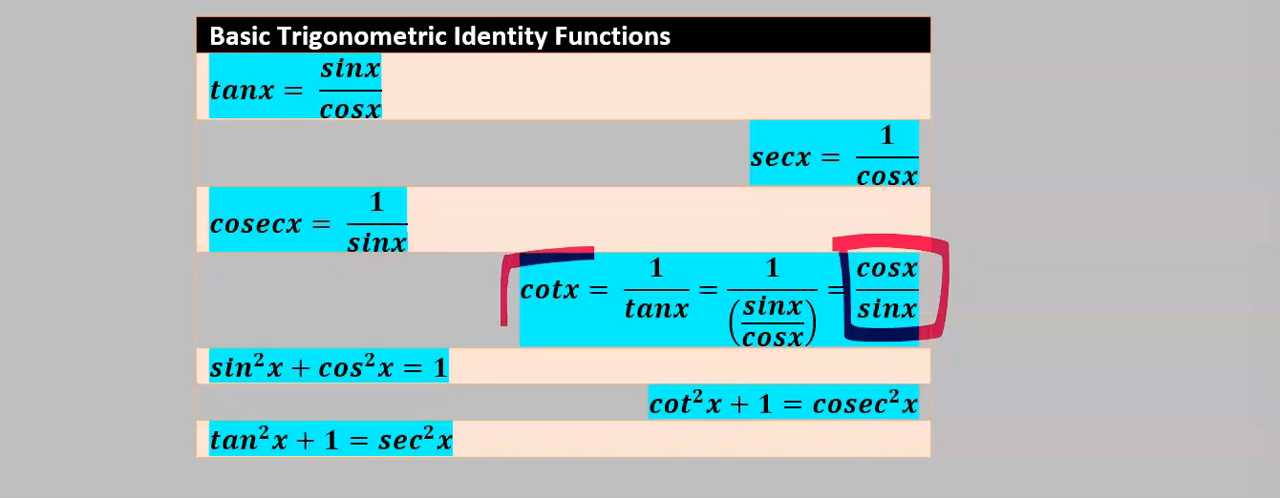 Basic Trigonometric Identity Functions
tanx = sinx/cosx
secx = 1/cosx
cosecx = 1/sinx
cotx = 1/tanx = 1/(sinx/cosx) = cosx/sinx
sin²x + cos²x = 1
cot²x + 1 = cosec²x
tan²x + 1 = sec²x